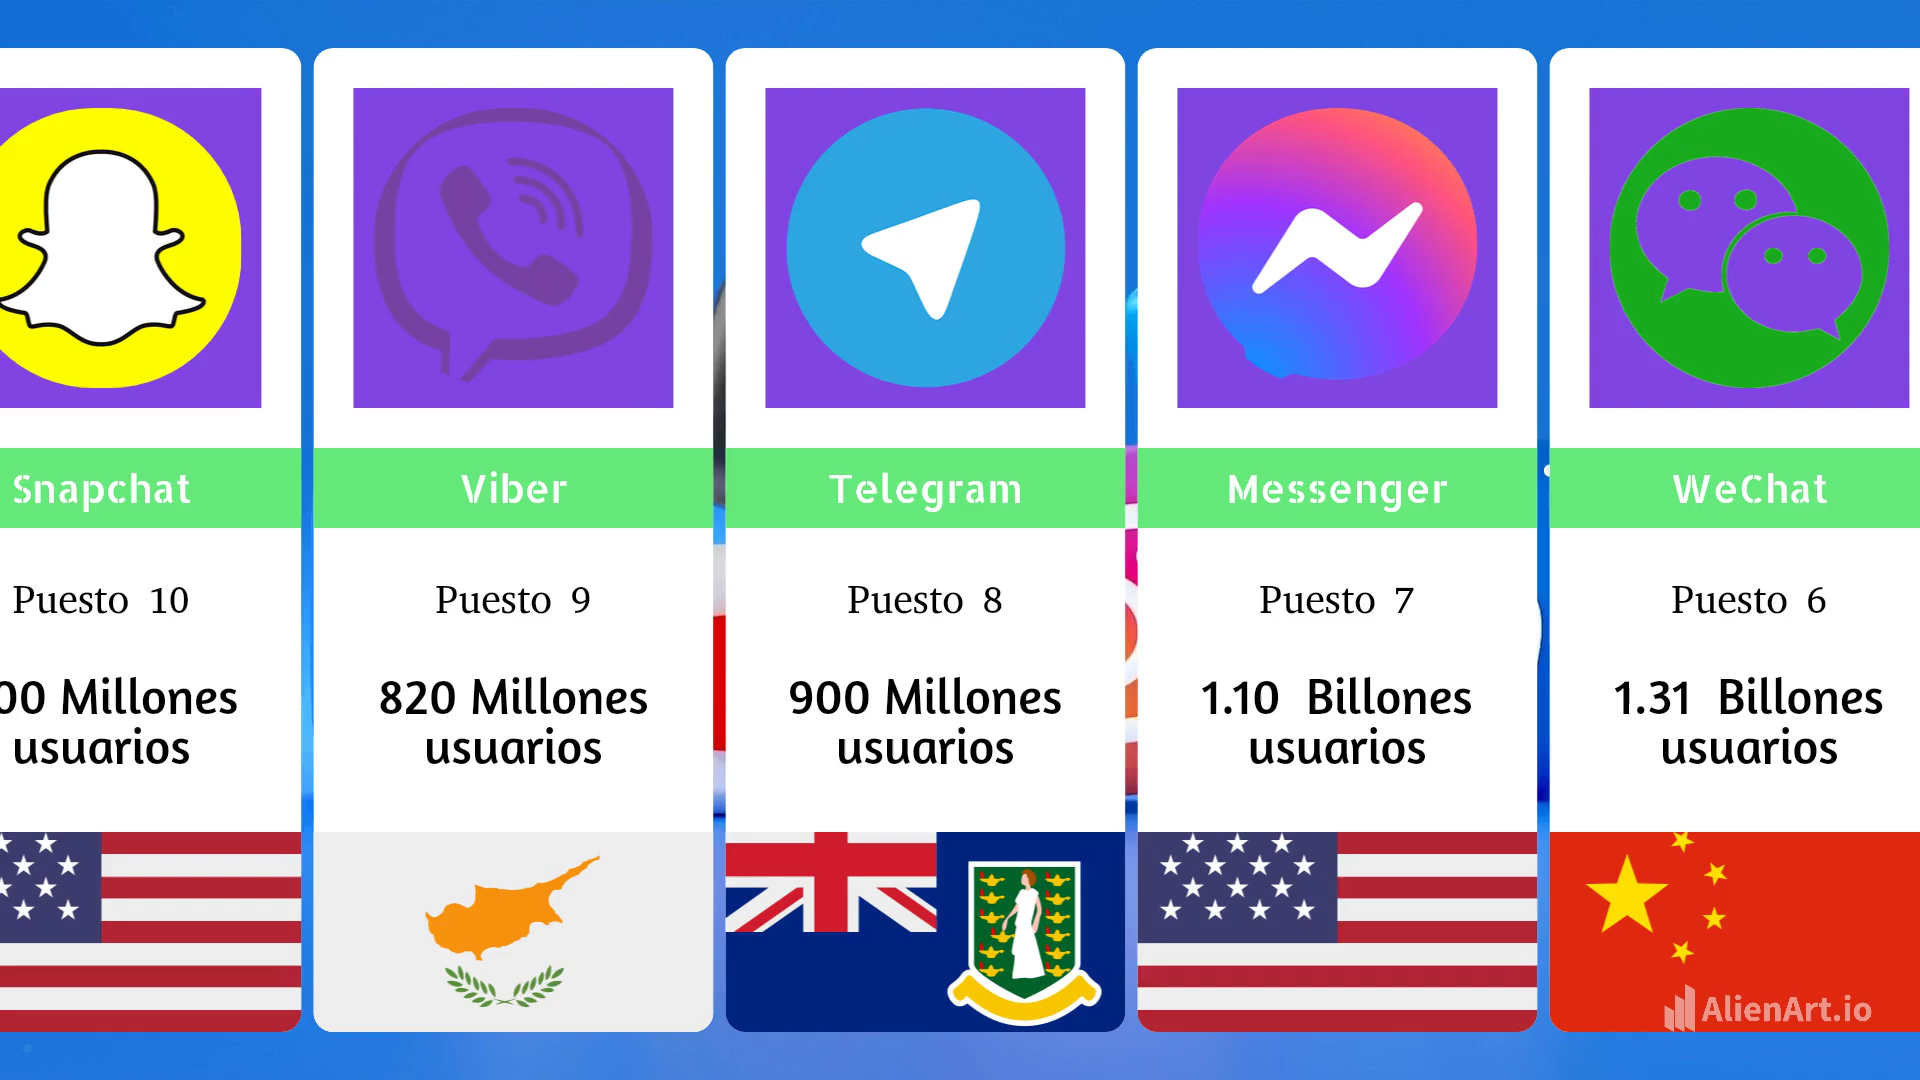 Snapchat
Puesto 10
Millones
usuarios
Viber
Puesto 9
820 Millones
usuarios
Telegram
Puesto 8
900 Millones
usuarios
Messenger
Puesto 7
1.10 Billones
usuarios
WeChat
Puesto 6
1.31 Billones
usuarios
AlienArt.io